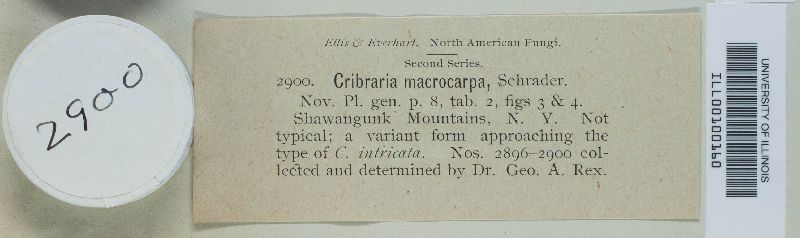 2900
Ellis & Everhart. North American Fungi.
Second Series.
2900. Cribraria macrocarpa, Schrader.
Nov. Pl. gen. p. 8, tab. 2, figs 3 & 4.
Shawangunk Mountains, N. Y. Not
typical; a variant form approaching the
type of C. intricata. Nos. 2896–2900 col-
lected and determined by Dr. Geo. A. Rex.
ILL00100160
UNIVERSITY OF ILLINOIS